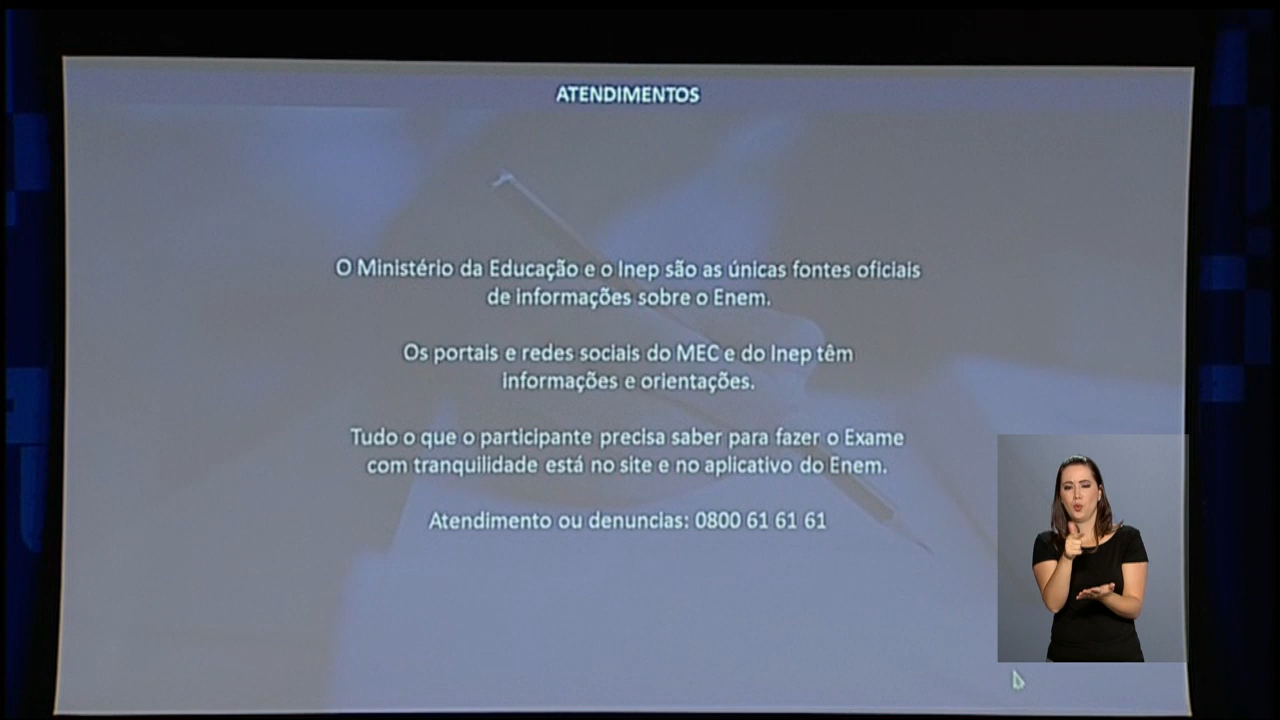 ATENDIMENTOS
O Ministério da Educação e o Inep são as únicas fontes oficiais
de informações sobre o Enem.
Os portais e redes sociais do MEC e do Inep têm
informações e orientações.
Tudo o que o participante precisa saber para fazer o Exame
com tranquilidade está no site e no aplicativo do Enem.
Atendimento ou denuncias: 0800 61 61 61